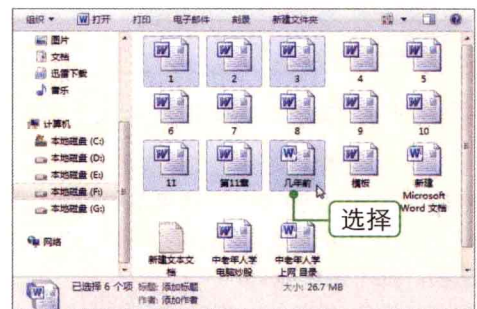 组织 打开 打印 电子邮件 刻录 新建文件夹
图片
文档
迅雷下载
音乐
计算机
本地磁盘 (C:)
本地磁盘 (D:)
本地磁盘 (E:)
本地磁盘 (F:)
本地磁盘 (G:)
网络
1 2 3 4 5
6 7 8 9 10
11 第11章 几年前 模板 新建
Microsoft
Word 文档
选择
新建文本文
档
中老年人学
电脑炒股
中老年人学
上网 目录
已选择 6 个项 标题: 添加标题 大小: 26.7 MB
作者: 添加作者